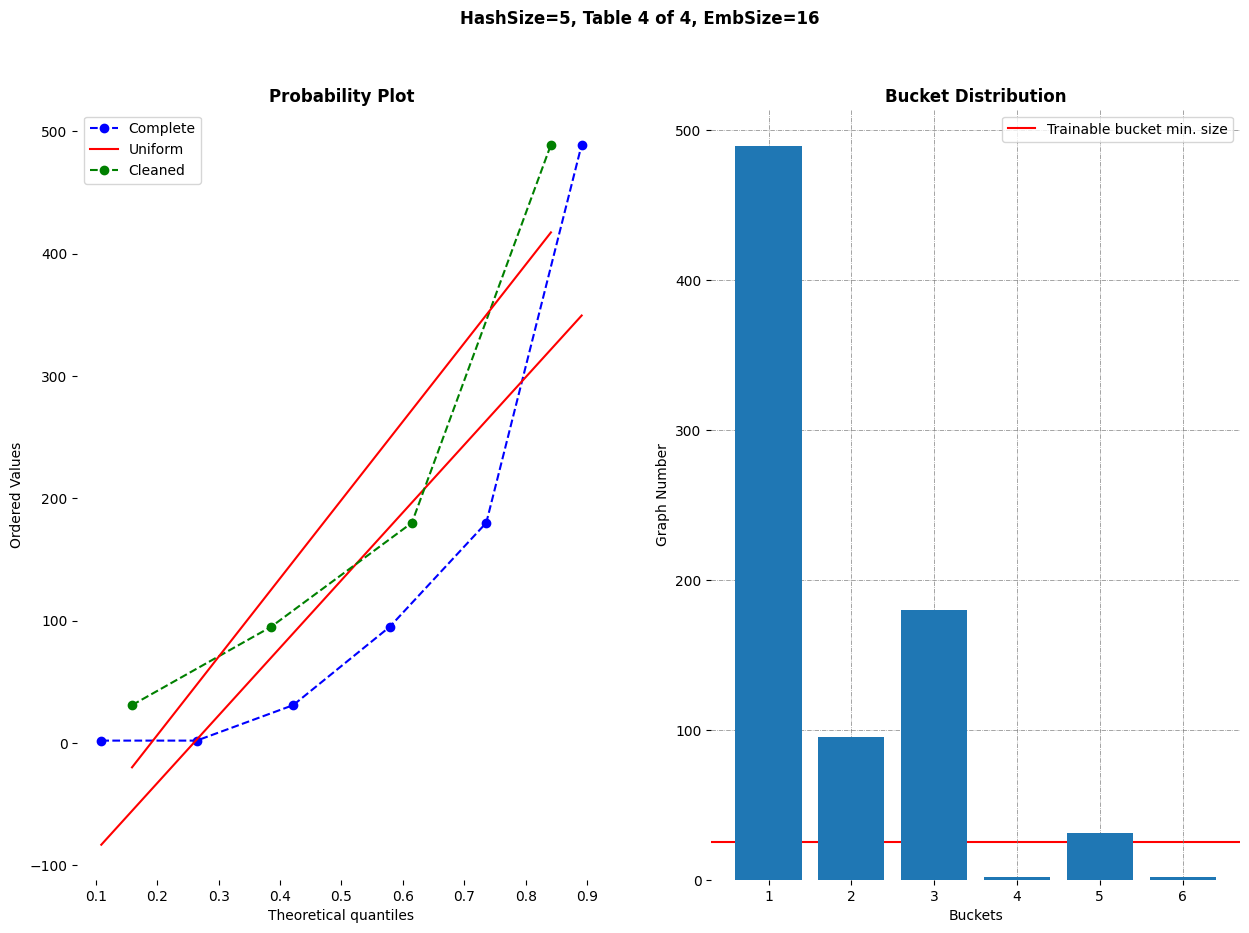 HashSize=5, Table 4 of 4, EmbSize=16
Probability Plot
Complete
Uniform
Cleaned
500
400
300
200
100
0
−100
Ordered Values
0.1 0.2 0.3 0.4 0.5 0.6 0.7 0.8 0.9
Theoretical quantiles
Bucket Distribution
Trainable bucket min. size
500
400
300
200
100
0
Graph Number
1 2 3 4 5 6
Buckets